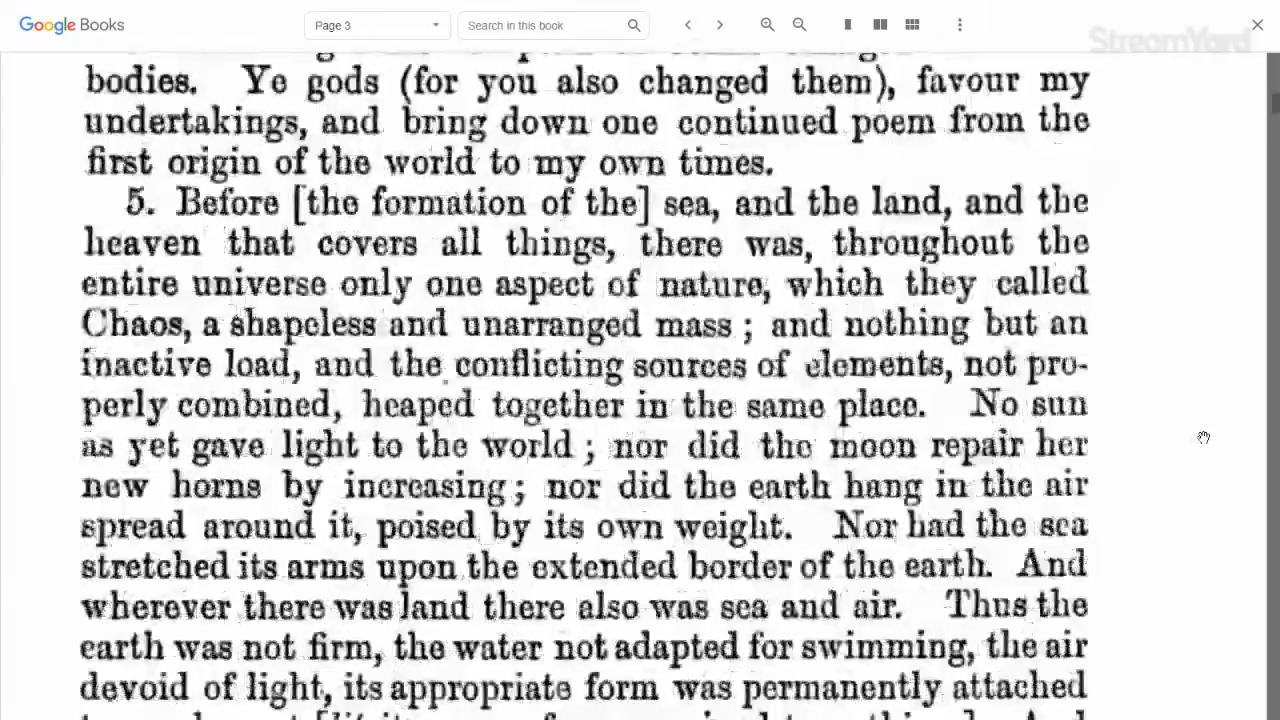 Google Books
Page 3
Search in this book
StreamYard
bodies. Ye gods (for you also changed them), favour my
undertakings, and bring down one continued poem from the
first origin of the world to my own times.
5. Before [the formation of the] sea, and the land, and the
heaven that covers all things, there was, throughout the
entire universe only one aspect of nature, which they called
Chaos, a shapeless and unarranged mass; and nothing but an
inactive load, and the conflicting sources of elements, not pro-
perly combined, heaped together in the same place. No sun
as yet gave light to the world; nor did the moon repair her
new horns by increasing; nor did the earth hang in the air
spread around it, poised by its own weight. Nor had the sea
stretched its arms upon the extended border of the earth. And
wherever there was land there also was sea and air. Thus the
earth was not firm, the water not adapted for swimming, the air
devoid of light, its appropriate form was permanently attached